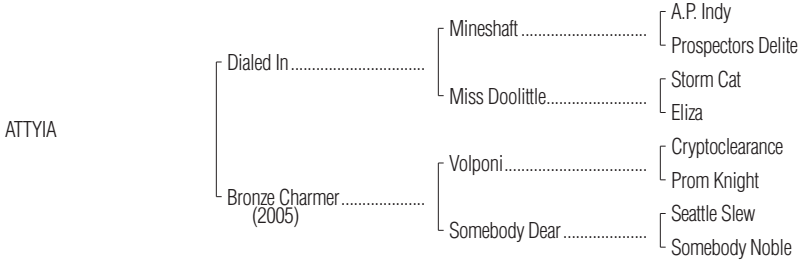 A.P. Indy
Mineshaft ..............................
Prospectors Delite
Dialed In ................................
Storm Cat
Miss Doolittle........................
Eliza
ATTYIA
Cryptoclearance
Volponi..................................
Prom Knight
Bronze Charmer ....................
(2005)
Seattle Slew
Somebody Dear ....................
Somebody Noble